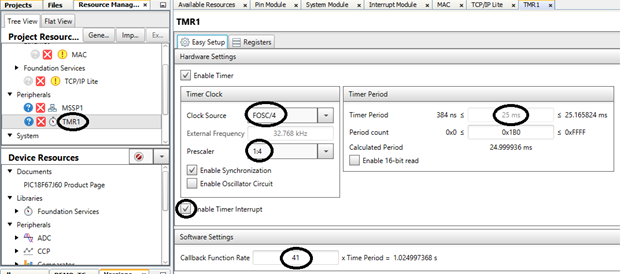 Projects Files Resource Manag...
Tree View Flat View
Project Resourc... Gene... Imp... Ex...
MAC
Foundation Services
TCP/IP Lite
Peripherals
MSSP1
TMR1
System
Device Resources
Documents
PIC18F67J60 Product Page
Libraries
Foundation Services
Peripherals
ADC
CCP
Comparators
Available Resources Pin Module System Module Interrupt Module MAC TCP/IP Lite TMR1
TMR1
Easy Setup Registers
Hardware Settings
Enable Timer
Timer Clock
Clock Source FOSC/4
External Frequency 32.768 kHz
Prescaler 1:4
Enable Synchronization
Enable Oscillator Circuit
Timer Period
Timer Period 384 ns ≤ 25 ms ≤ 25.165824 ms
Period count 0x0 ≤ 0x1B0 ≤ 0xFFFF
Calculated Period 24.999936 ms
Enable 16-bit read
Enable Timer Interrupt
Software Settings
Callback Function Rate 41 x Time Period = 1.024997368 s